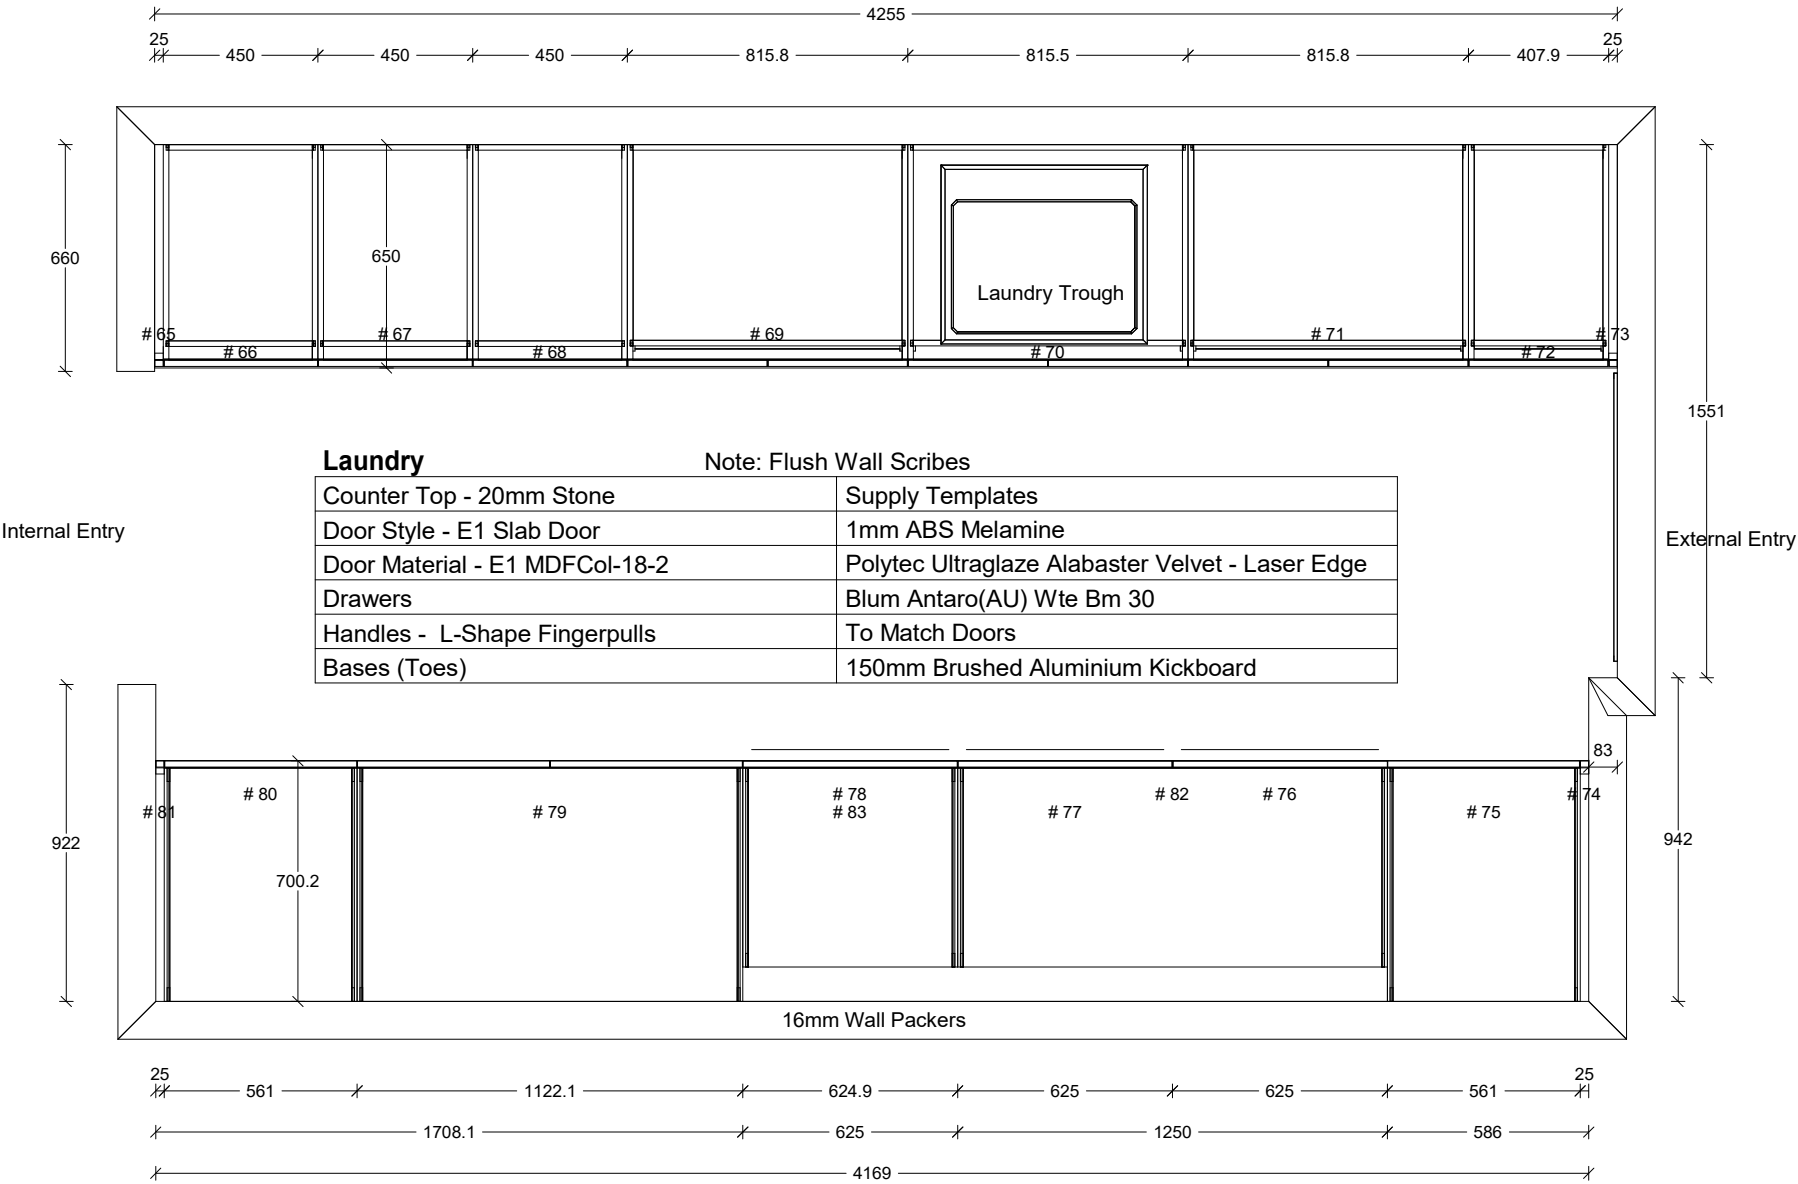 4255
25 450 450 450 815.8 815.5 815.8 407.9 25
660
650
Laundry Trough
# 65 # 67 # 69 # 71 # 73
# 66 # 68 # 70 # 72
1551
Laundry Note: Flush Wall Scribes
Counter Top - 20mm Stone Supply Templates
Door Style - E1 Slab Door 1mm ABS Melamine
Internal Entry
External Entry
Door Material - E1 MDFCol-18-2 Polytec Ultraglaze Alabaster Velvet - Laser Edge
Drawers Blum Antaro(AU) Wte Bm 30
Handles - L-Shape Fingerpulls To Match Doors
Bases (Toes) 150mm Brushed Aluminium Kickboard
83
# 80 # 78 # 82 # 76 # 74
# 81 # 79 # 83 # 77 # 75
922
942
700.2
16mm Wall Packers
25 561 1122.1 624.9 625 625 561 25
1708.1 625 1250 586
4169